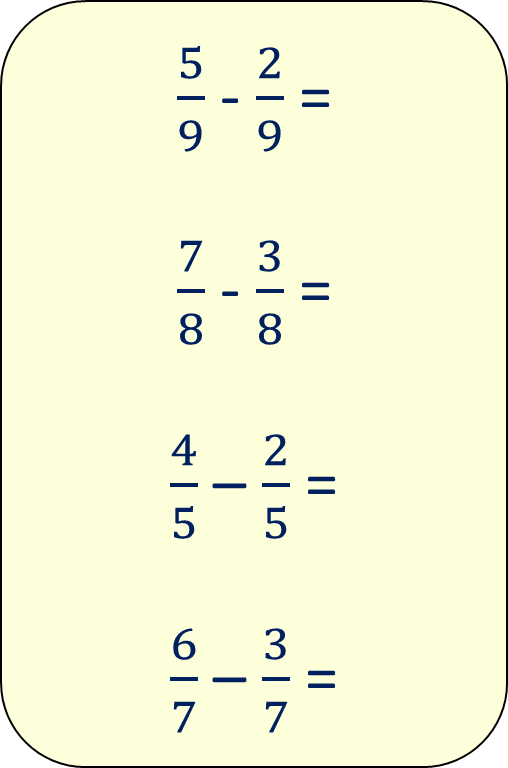 5/9 - 2/9 =
7/8 - 3/8 =
4/5 − 2/5 =
6/7 − 3/7 =